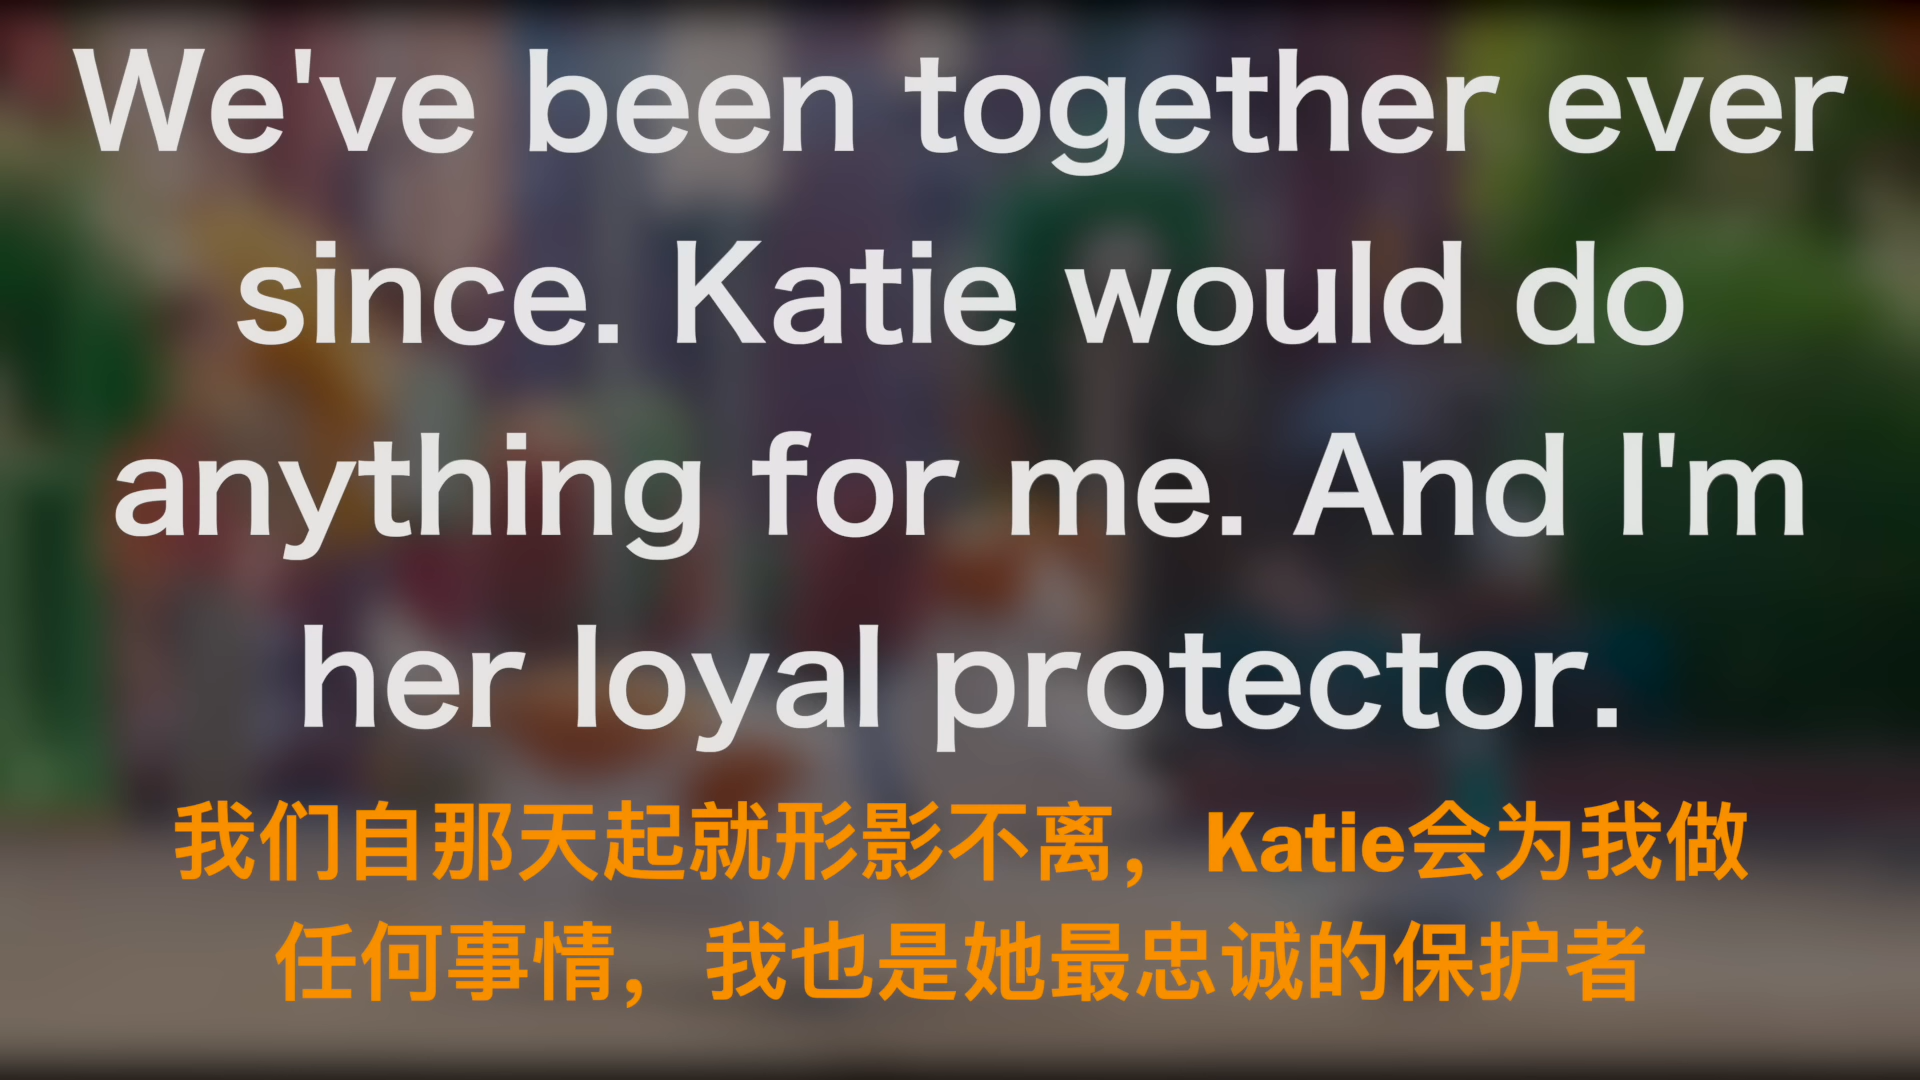 We've been together ever
since. Katie would do
anything for me. And I'm
her loyal protector.
我们自那天起就形影不离，Katie会为我做
任何事情，我也是她最忠诚的保护者